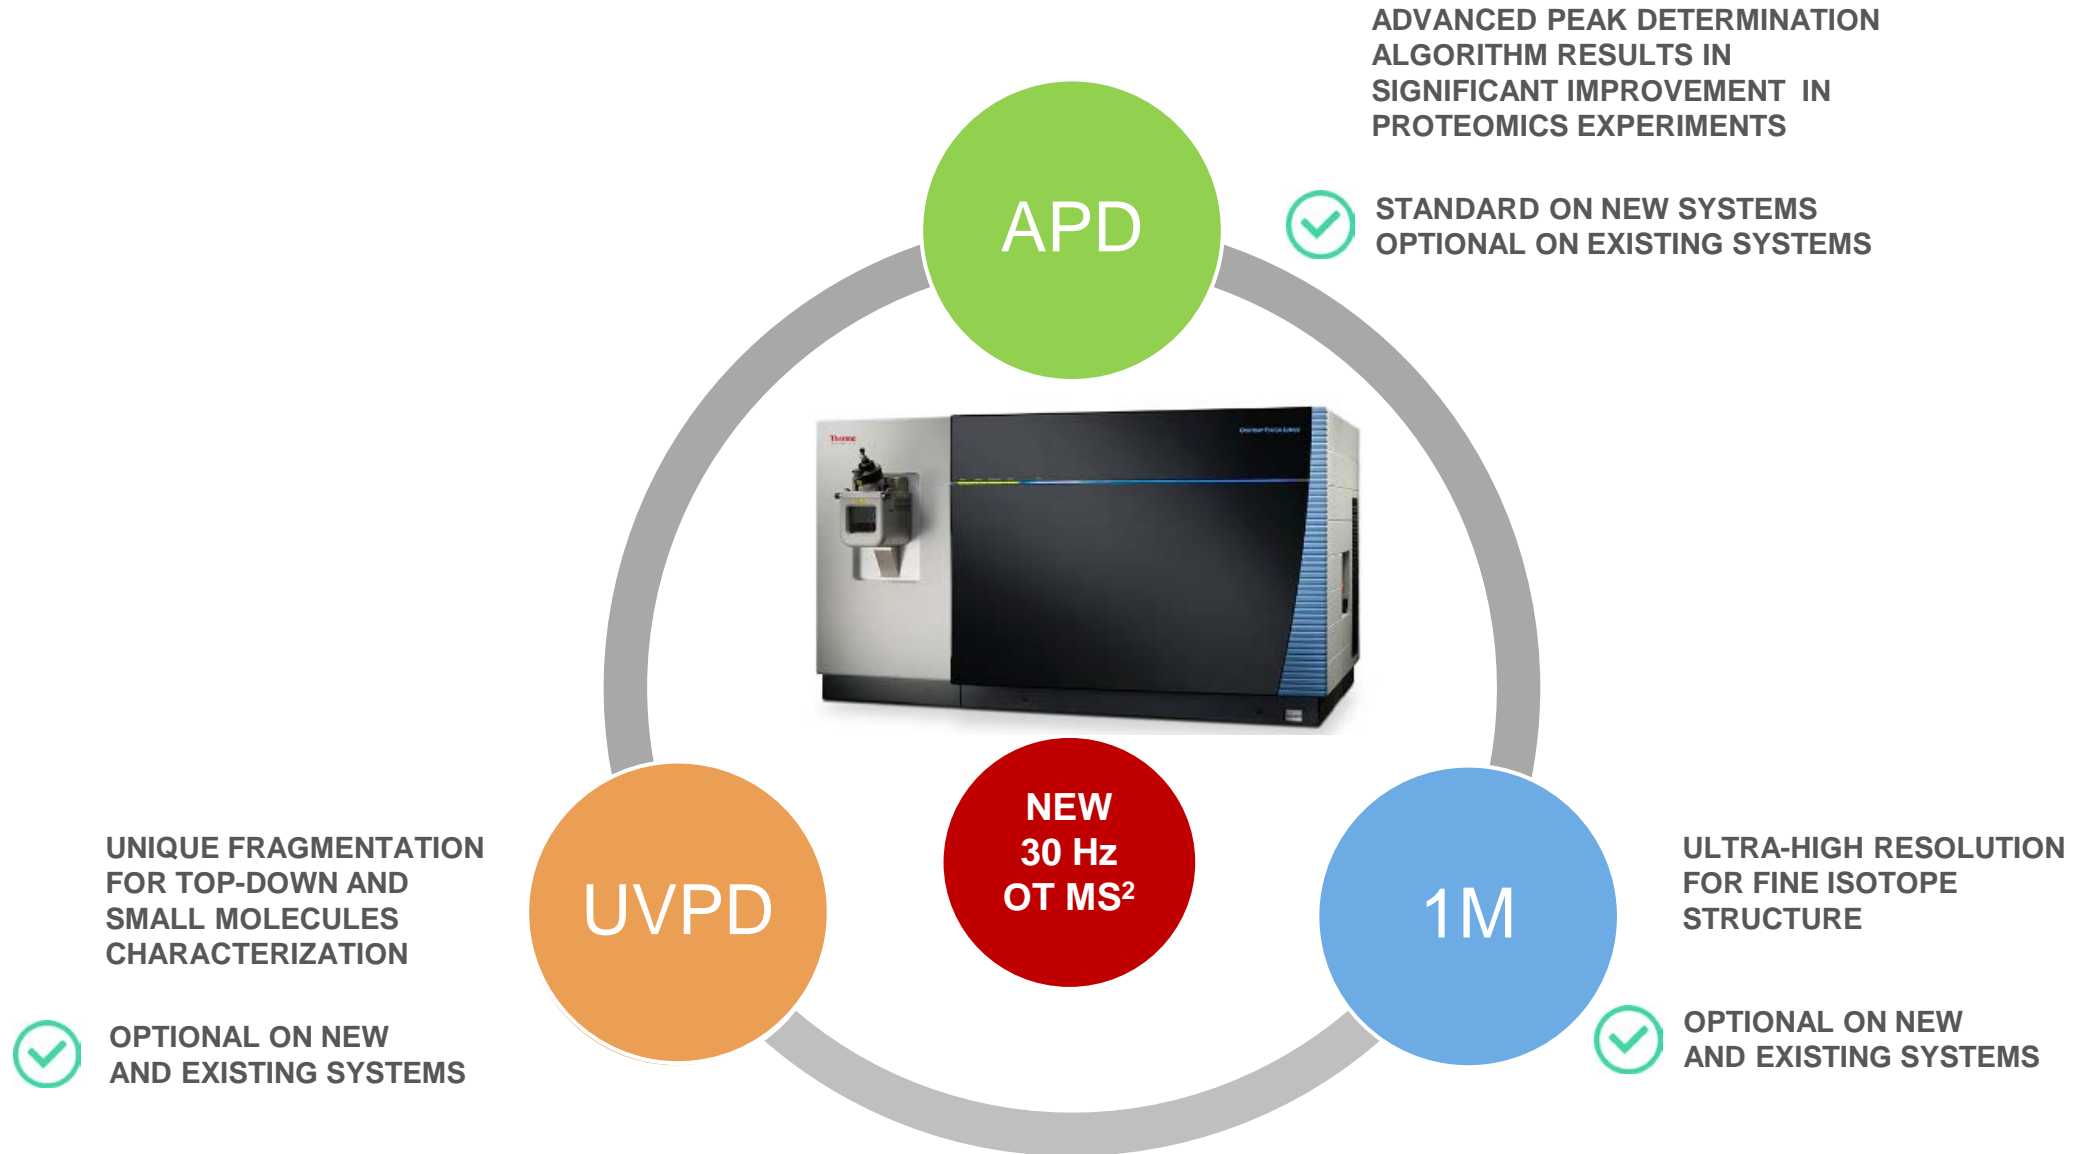 ADVANCED PEAK DETERMINATION
ALGORITHM RESULTS IN
SIGNIFICANT IMPROVEMENT IN
PROTEOMICS EXPERIMENTS
APD
STANDARD ON NEW SYSTEMS
OPTIONAL ON EXISTING SYSTEMS
Thermo
NEW
30 Hz
OT MS²
UNIQUE FRAGMENTATION
FOR TOP-DOWN AND
SMALL MOLECULES
CHARACTERIZATION
UVPD
1M
ULTRA-HIGH RESOLUTION
FOR FINE ISOTOPE
STRUCTURE
OPTIONAL ON NEW
AND EXISTING SYSTEMS
OPTIONAL ON NEW
AND EXISTING SYSTEMS